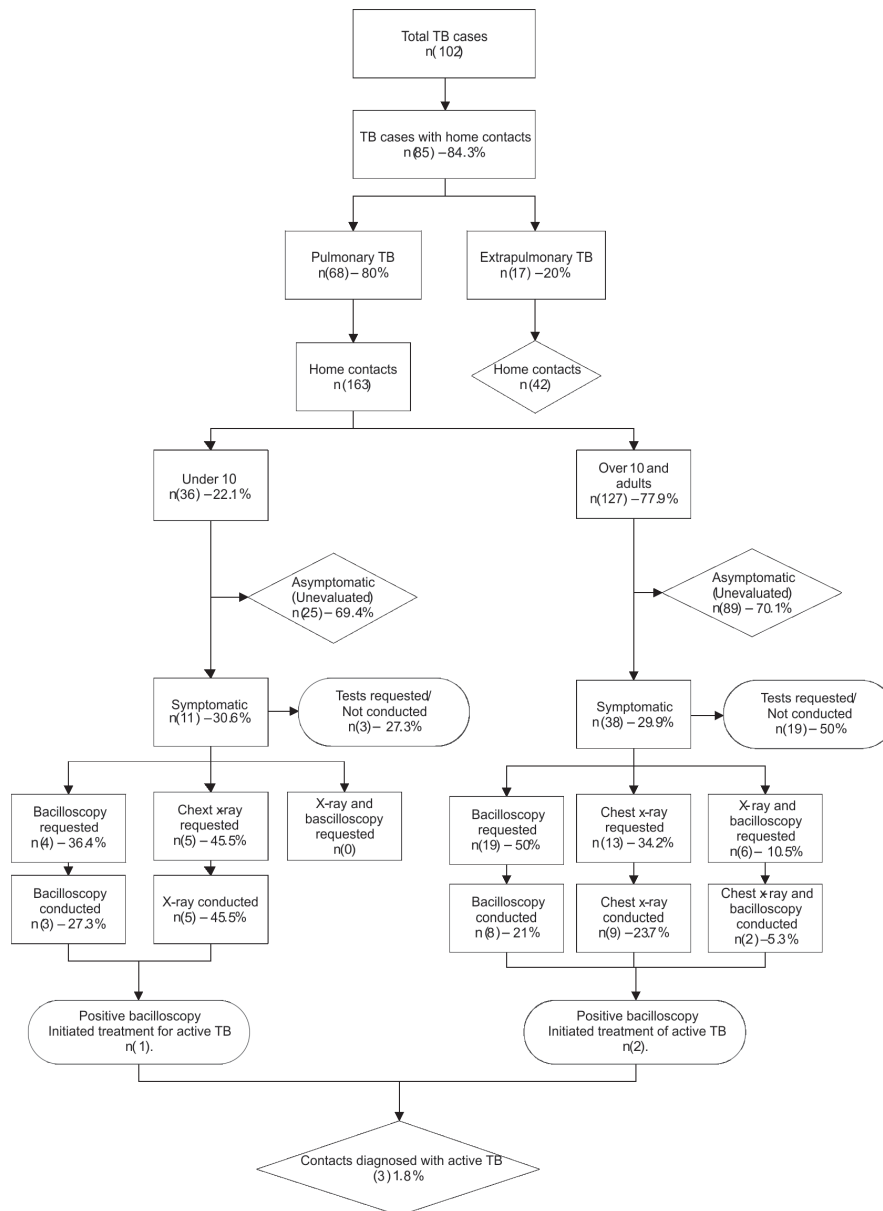 Total TB cases
n(102)
TB cases with home contacts
n(85) – 84.3%
Pulmonary TB
n(68) – 80%
Extrapulmonary TB
n(17) –20%
Home contacts
n(163)
Home contacts
n(42)
Under 10
n(36) –22.1%
Over 10 and
adults
n(127) –77.9%
Asymptomatic
(Unevaluated)
n(25) – 69.4%
Asymptomatic
(Unevaluated)
n(89) – 70.1%
Symptomatic
n(11) –30.6%
Tests requested/
Not conducted
n(3) – 27.3%
Symptomatic
n(38) – 29.9%
Tests requested/
Not conducted
n(19) – 50%
Bacilloscopy
requested
n(4) – 36.4%
Chext x-ray
requested
n(5) – 45.5%
X-ray and
bascilloscopy
requested
n(0)
Bacilloscopy
requested
n(19) – 50%
Chest x-ray
requested
n(13) – 34.2%
X-ray and
bacilloscopy
requested
n(6) – 10.5%
Bacilloscopy
conducted
n(3) – 27.3%
X-ray conducted
n(5) – 45.5%
Bacilloscopy
conducted
n(8) – 21%
Chest x-ray
conducted
n(9) –23.7%
Chest x-ray and
bacilloscopy
conducted
n(2) –5.3%
Positive bacilloscopy
Initiated treatment for active TB
n(1).
Positive bacilloscopy
Initiated treatment of active TB
n(2).
Contacts diagnosed with active TB
(3) 1.8%